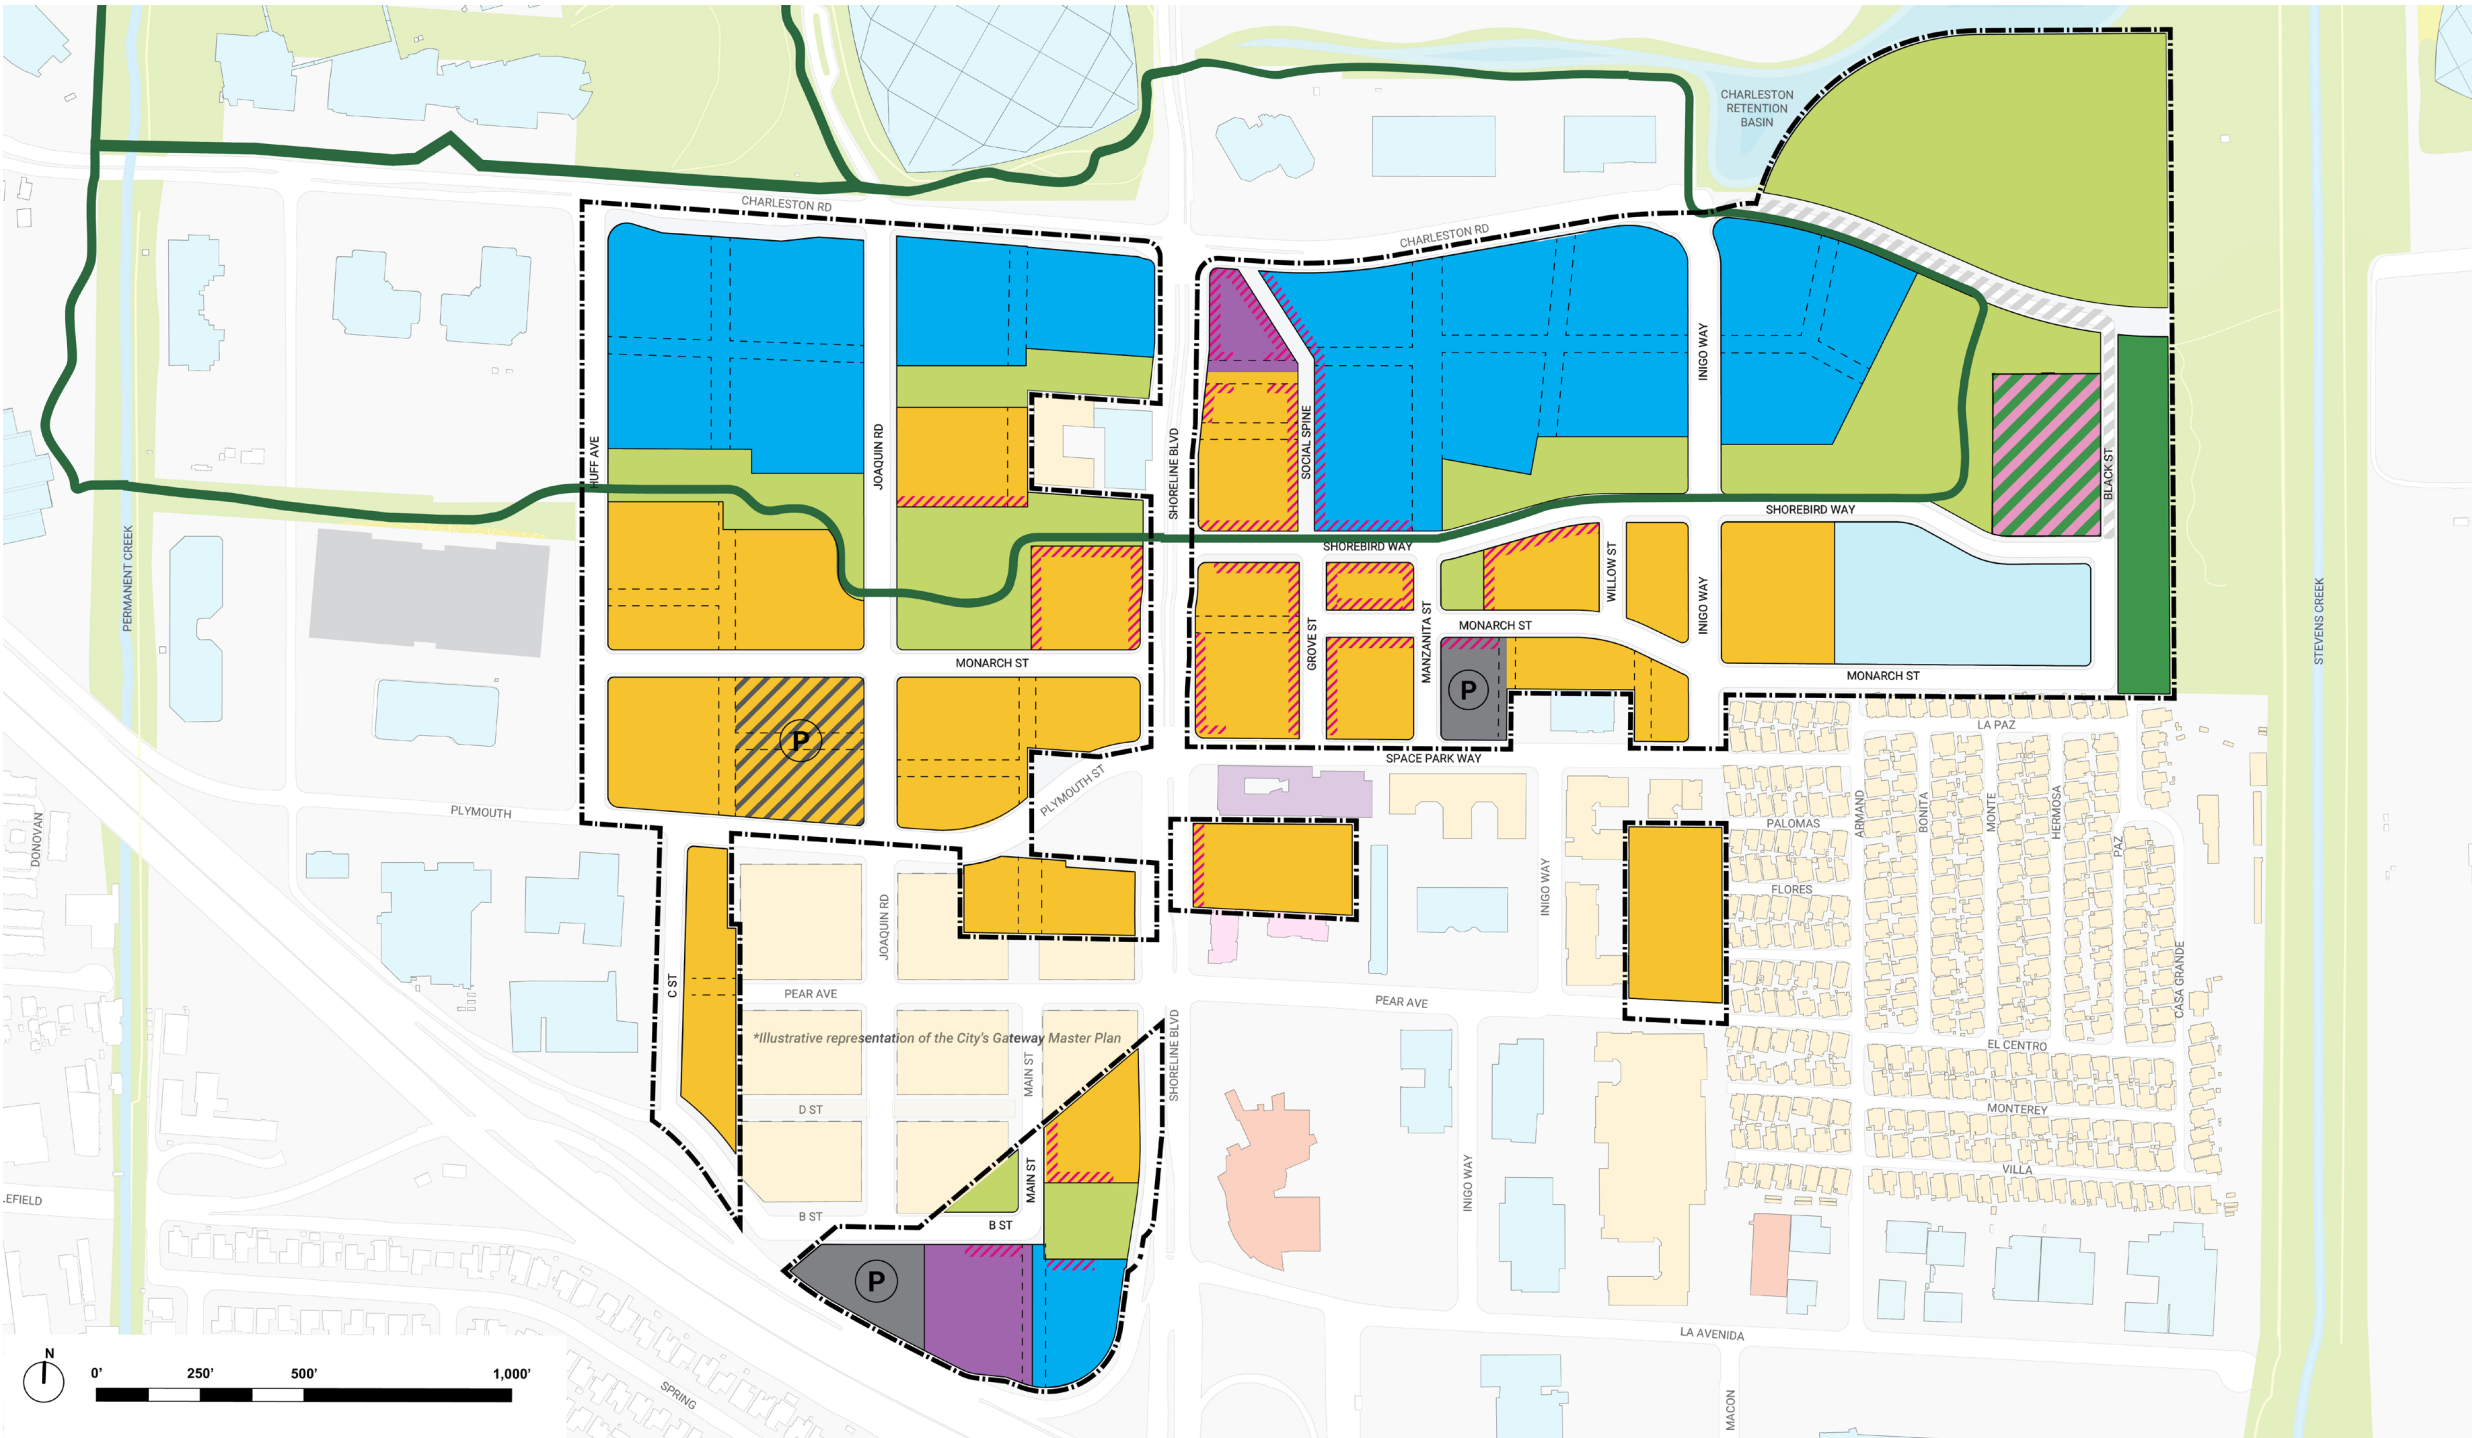 CHARLESTON
RETENTION
BASIN
CHARLESTON RD
CHARLESTON RD
HUFF AVE
JOAQUIN RD
SHORELINE BLVD
SOCIAL SPINE
INIGO WAY
BLACK ST
SHOREBIRD WAY
SHOREBIRD WAY
PERMANENT CREEK
STEVENS CREEK
WILLOW ST
INIGO WAY
GROVE ST
MANZANITA ST
MONARCH ST
MONARCH ST
MONARCH ST
P
P
LA PAZ
SPACE PARK WAY
PLYMOUTH ST
PLYMOUTH
DONOVAN
PALOMAS
ARMAND
BONITA
MONTE
HERMOSA
PAZ
FLORES
INIGO WAY
JOAQUIN RD
C ST
CASA GRANDE
PEAR AVE
PEAR AVE
*Illustrative representation of the City's Gateway Master Plan
MAIN ST
SHORELINE BLVD
EL CENTRO
D ST
MONTEREY
MAIN ST
VILLA
INIGO WAY
LEFIELD
B ST
B ST
P
LA AVENIDA
N
0'
250'
500'
1,000'
SPRING
MACON